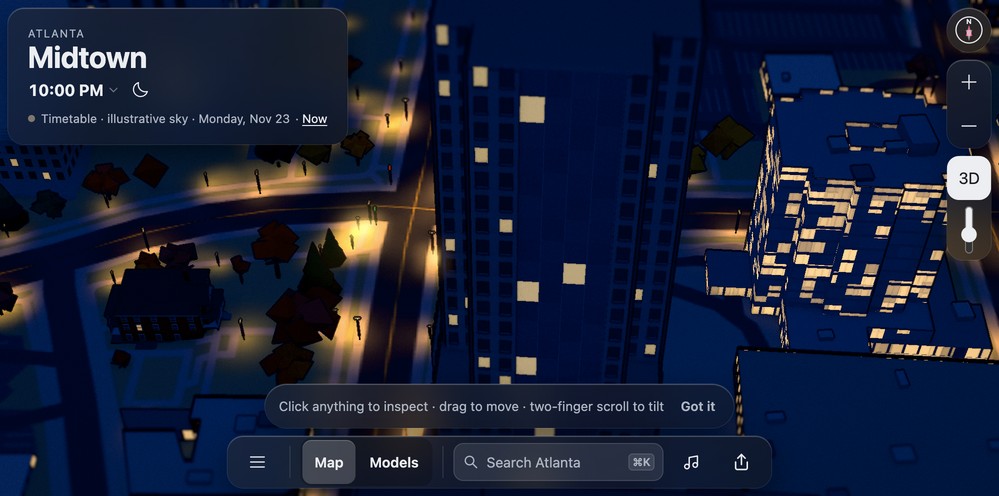 ATLANTA
Midtown
10:00 PM
Timetable · illustrative sky · Monday, Nov 23 · Now
N
3D
Click anything to inspect · drag to move · two-finger scroll to tilt Got it
Map Models Search Atlanta ⌘K